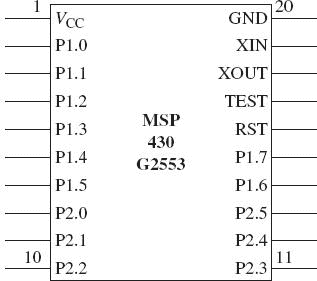 1 20
VCC GND
P1.0 XIN
P1.1 XOUT
P1.2 TEST
P1.3 MSP RST
430
P1.4 G2553 P1.7
P1.5 P1.6
P2.0 P2.5
P2.1 P2.4
10 11
P2.2 P2.3